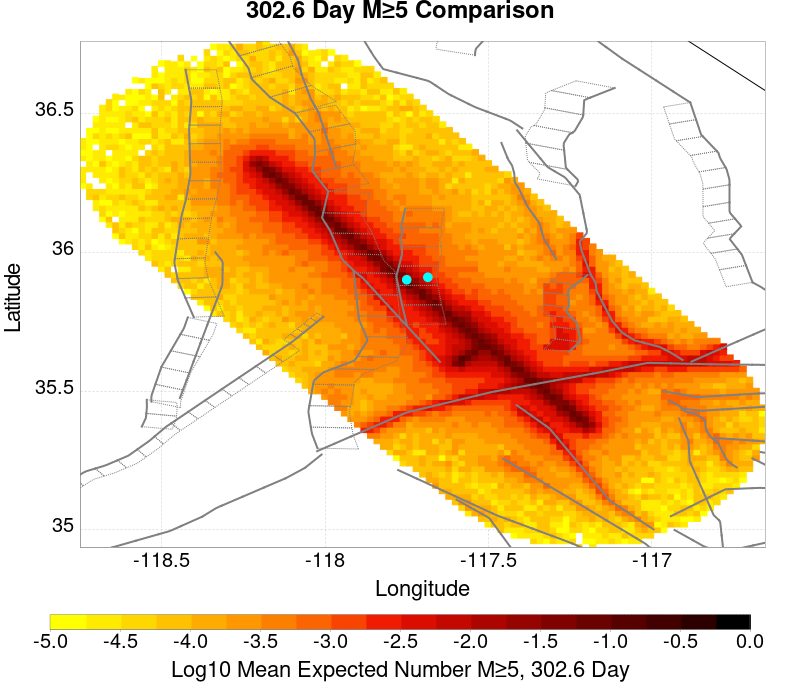 302.6 Day M≥5 Comparison
36.5
36
35.5
35
Latitude
-118.5 -118 -117.5 -117
Longitude
-5.0 -4.5 -4.0 -3.5 -3.0 -2.5 -2.0 -1.5 -1.0 -0.5 0.0
Log10 Mean Expected Number M≥5, 302.6 Day